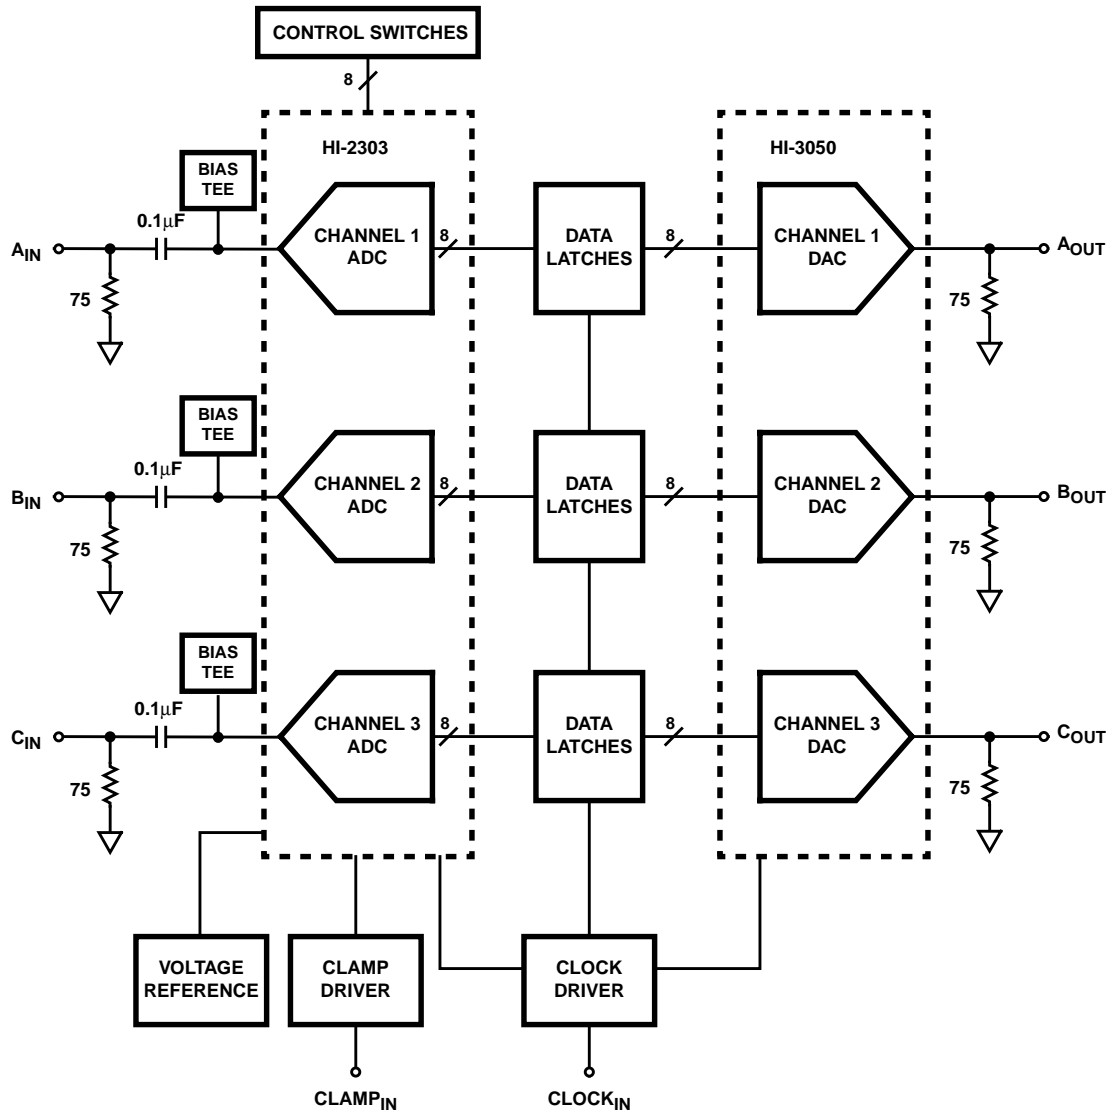 CONTROL SWITCHES
8
HI-2303
HI-3050
BIAS
TEE
0.1μF
AIN
75
CHANNEL 1
ADC
8
DATA
LATCHES
8
CHANNEL 1
DAC
AOUT
75
BIAS
TEE
0.1μF
BIN
75
CHANNEL 2
ADC
8
DATA
LATCHES
8
CHANNEL 2
DAC
BOUT
75
BIAS
TEE
0.1μF
CIN
75
CHANNEL 3
ADC
8
DATA
LATCHES
8
CHANNEL 3
DAC
COUT
75
VOLTAGE
REFERENCE
CLAMP
DRIVER
CLOCK
DRIVER
CLAMPIN
CLOCKIN